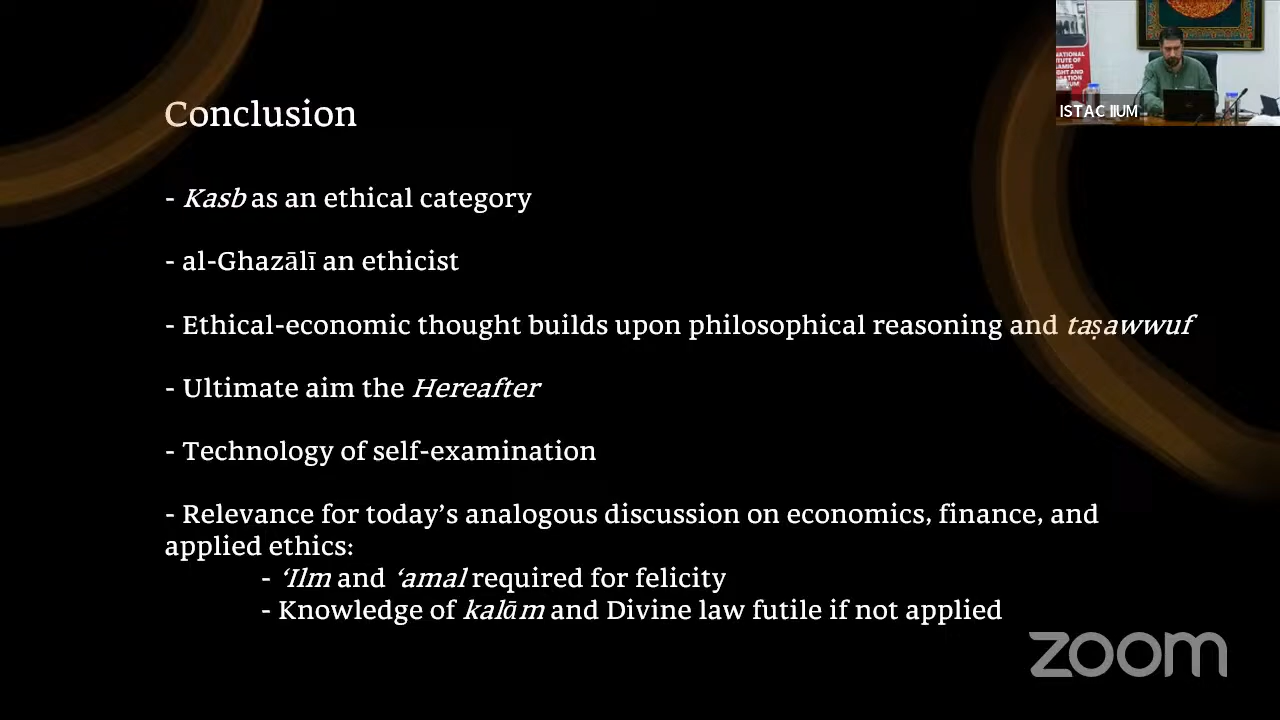 Conclusion
- Kasb as an ethical category
- al-Ghazālī an ethicist
- Ethical-economic thought builds upon philosophical reasoning and taṣawwuf
- Ultimate aim the Hereafter
- Technology of self-examination
- Relevance for today’s analogous discussion on economics, finance, and
applied ethics:
- ‘Ilm and ‘amal required for felicity
- Knowledge of kalām and Divine law futile if not applied
ISTAC IIUM
zoom